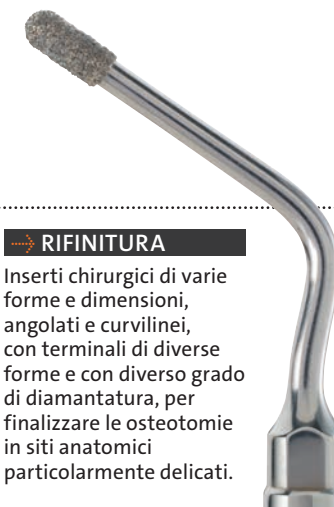 RIFINITURA
Inserti chirurgici di varie
forme e dimensioni,
angolati e curvilinei,
con terminali di diverse
forme e con diverso grado
di diamantatura, per
finalizzare le osteotomie
in siti anatomici
particolarmente delicati.